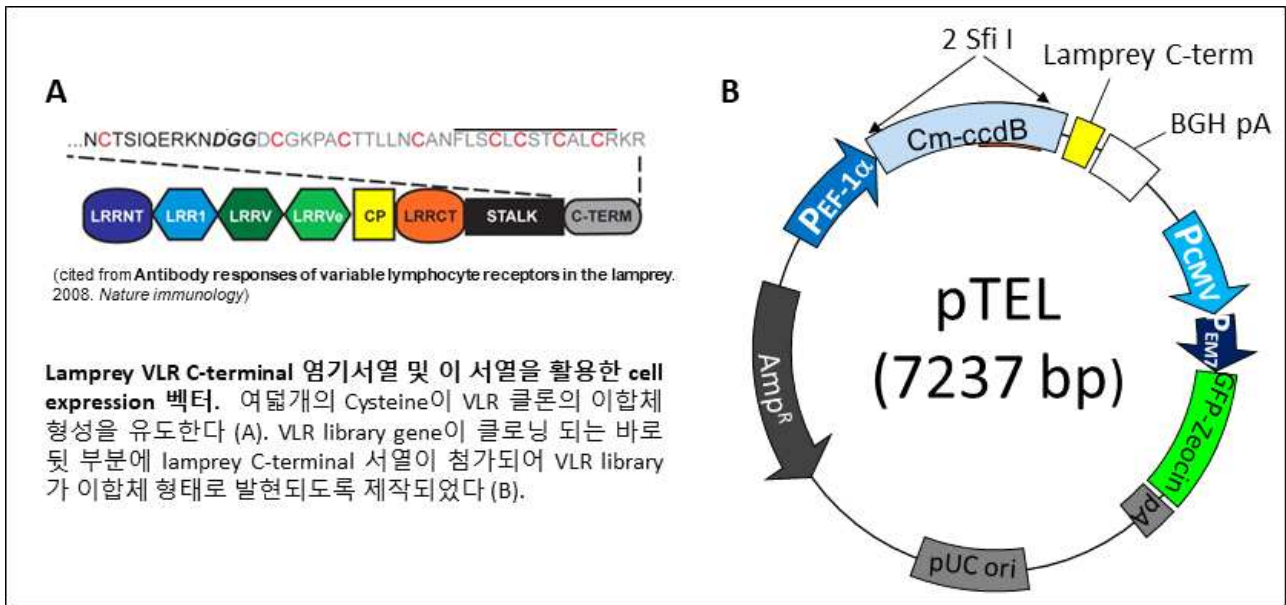 A
...NCTSIQERKNDGGDCGKPACTTLLNCANFLSCLCSTCALCRKR
LRRNT LRR1 LRRV LRRVe CP LRRCT STALK C-TERM
(cited from Antibody responses of variable lymphocyte receptors in the lamprey.
2008. Nature immunology)
Lamprey VLR C-terminal 염기서열 및 이 서열을 활용한 cell
expression 벡터. 여덟개의 Cysteine이 VLR 클론의 이합체
형성을 유도한다 (A). VLR library gene이 클로닝 되는 바로
뒷 부분에 lamprey C-terminal 서열이 첨가되어 VLR library
가 이합체 형태로 발현되도록 제작되었다 (B).
B
2 Sfi I
Lamprey C-term
BGH pA
Cm-ccdB
PEF-1α
PCMV
PEM7
GFP-Zeocin
pA
pUC ori
AmpR
pTEL
(7237 bp)